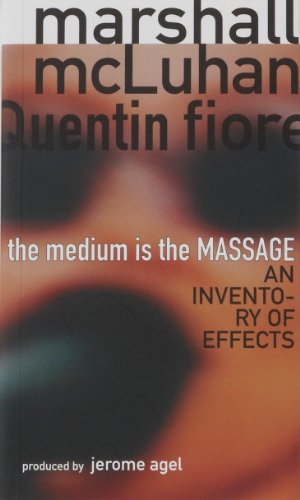 marshall
mcLuhan
Quentin fiore
the medium is the MASSAGE
AN
INVENTO-
RY OF
EFFECTS
produced by jerome agel